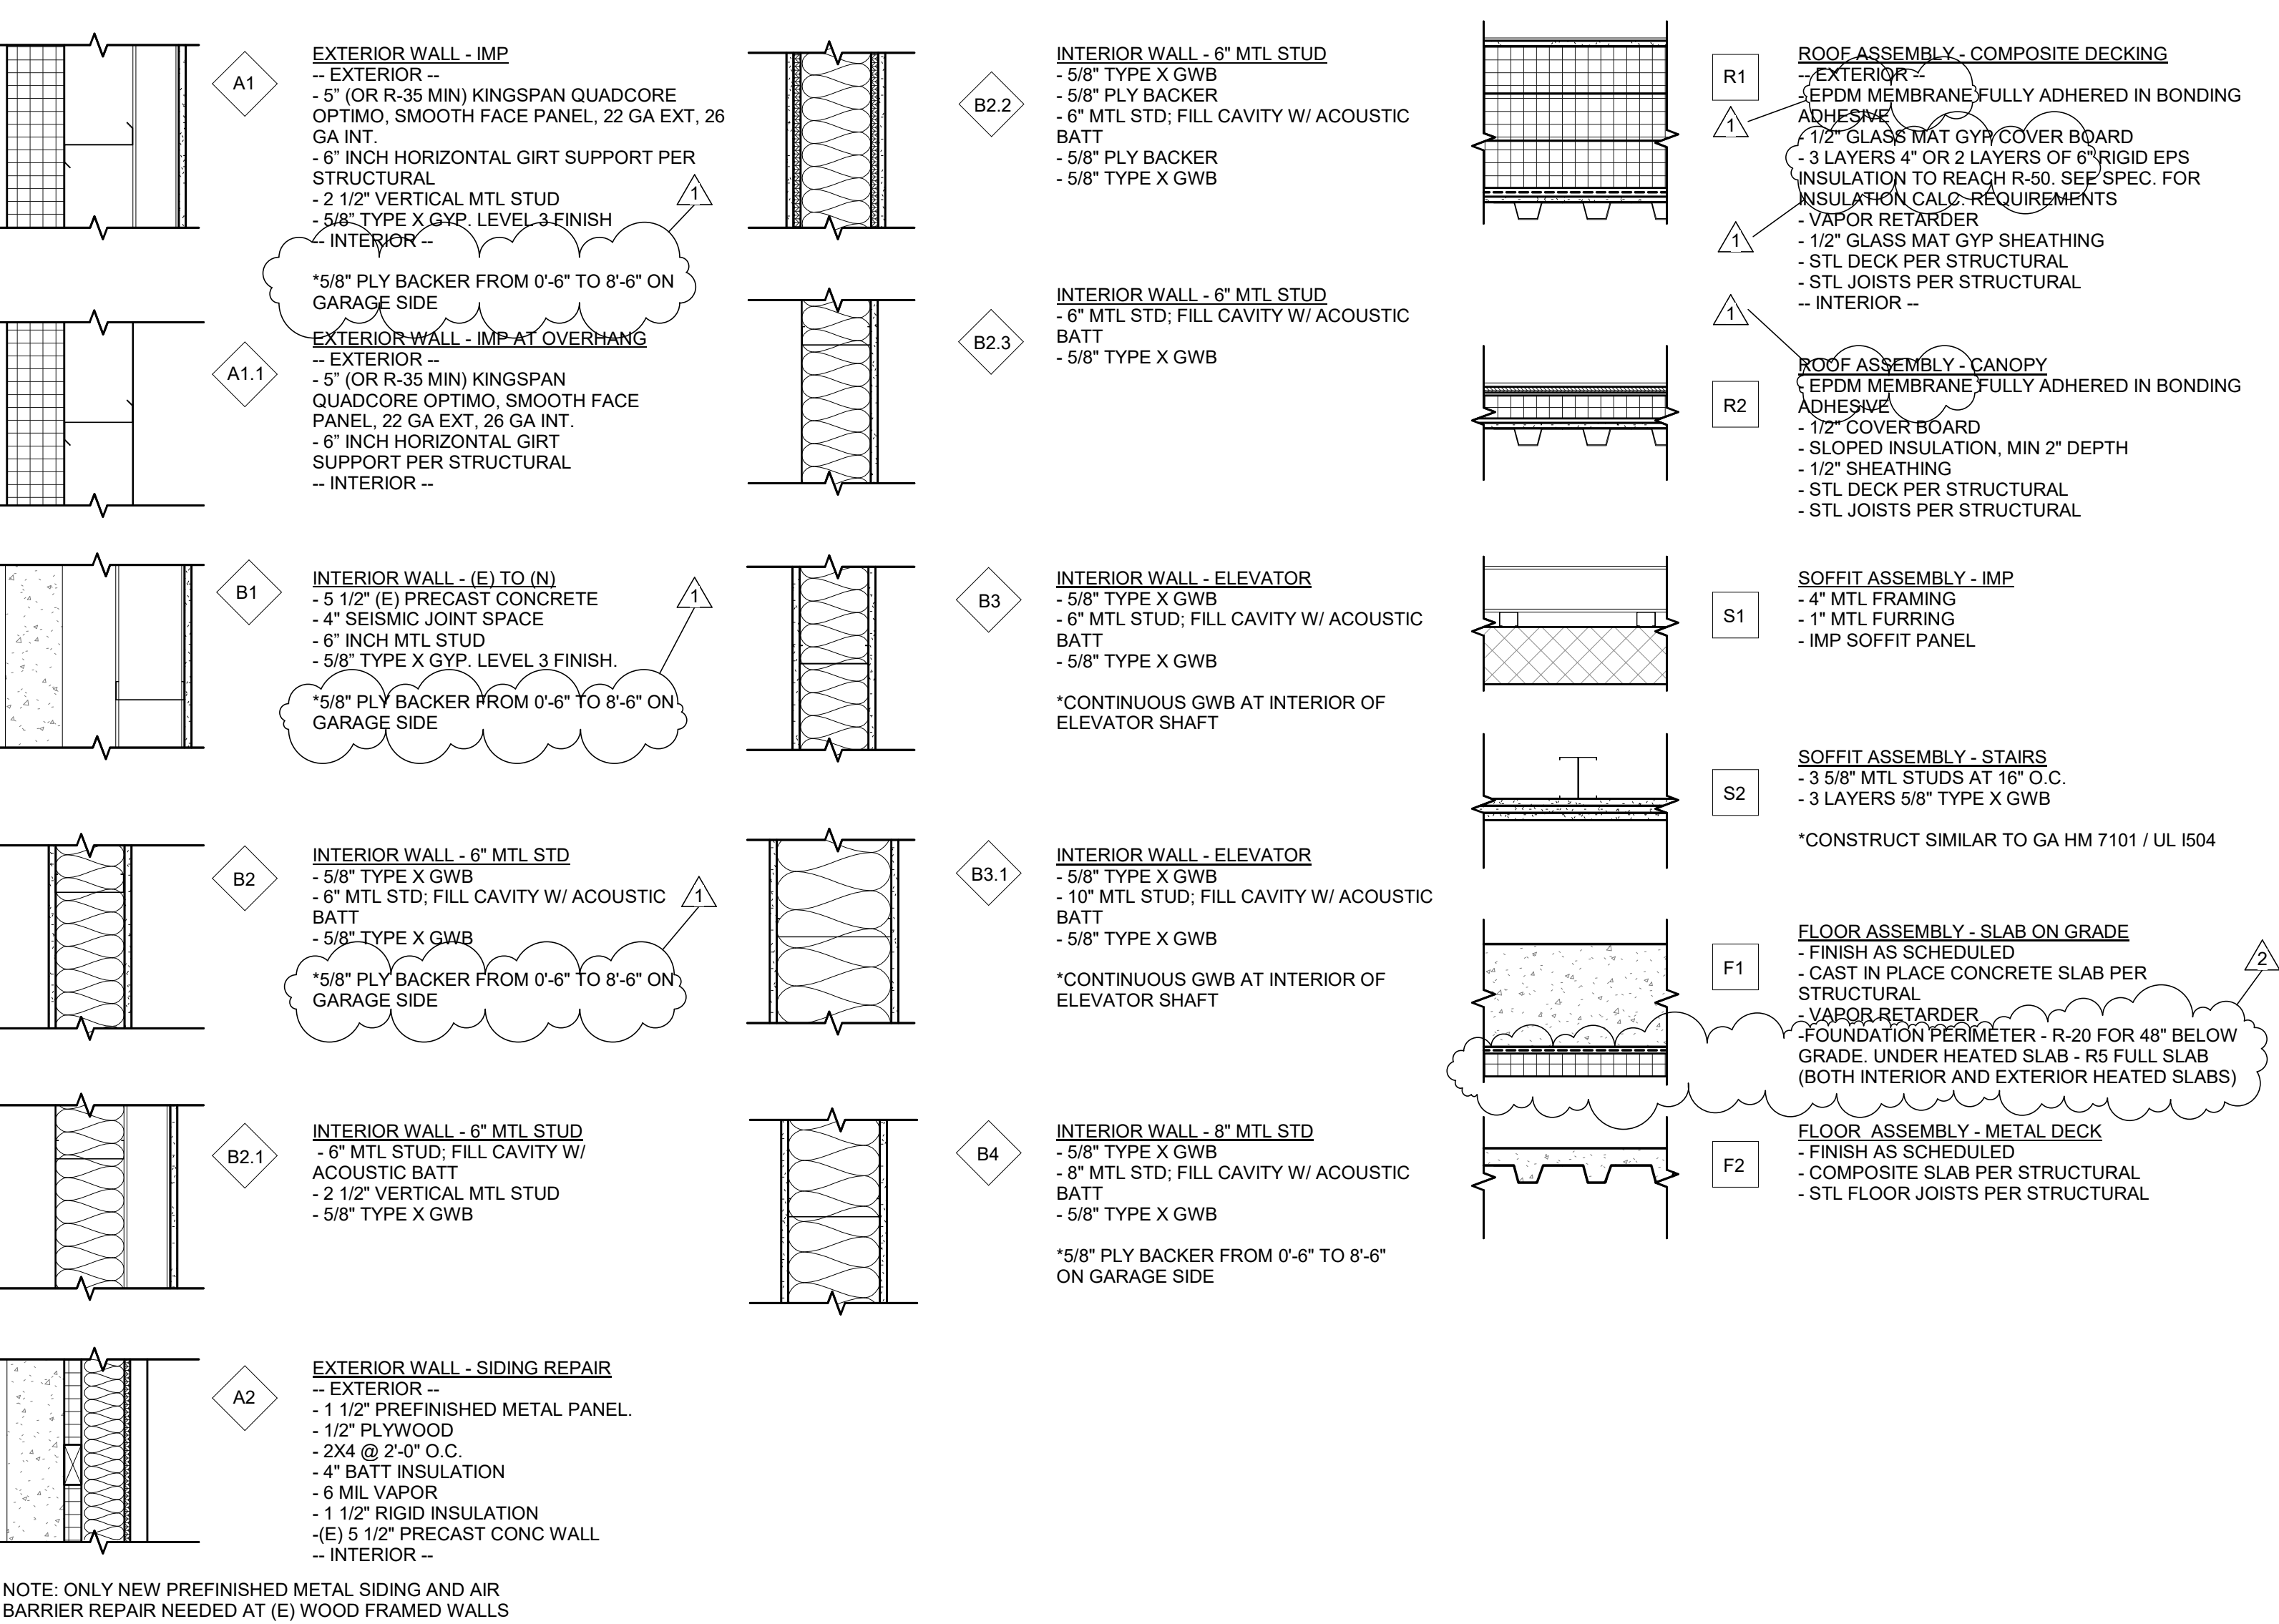 A1
EXTERIOR WALL - IMP
-- EXTERIOR --
- 5” (OR R-35 MIN) KINGSPAN QUADCORE
OPTIMO, SMOOTH FACE PANEL, 22 GA EXT, 26
GA INT.
- 6” INCH HORIZONTAL GIRT SUPPORT PER
STRUCTURAL
- 2 1/2" VERTICAL MTL STUD
- 5/8” TYPE X GYP. LEVEL 3 FINISH
-- INTERIOR --
1
*5/8" PLY BACKER FROM 0'-6" TO 8'-6" ON
GARAGE SIDE
A1.1
EXTERIOR WALL - IMP AT OVERHANG
-- EXTERIOR --
- 5” (OR R-35 MIN) KINGSPAN
QUADCORE OPTIMO, SMOOTH FACE
PANEL, 22 GA EXT, 26 GA INT.
- 6” INCH HORIZONTAL GIRT
SUPPORT PER STRUCTURAL
-- INTERIOR --
B1
INTERIOR WALL - (E) TO (N)
- 5 1/2" (E) PRECAST CONCRETE
- 4" SEISMIC JOINT SPACE
- 6” INCH MTL STUD
- 5/8” TYPE X GYP. LEVEL 3 FINISH.
1
*5/8" PLY BACKER FROM 0'-6" TO 8'-6" ON
GARAGE SIDE
B2
INTERIOR WALL - 6" MTL STD
- 5/8" TYPE X GWB
- 6" MTL STD; FILL CAVITY W/ ACOUSTIC
BATT
- 5/8" TYPE X GWB
1
*5/8" PLY BACKER FROM 0'-6" TO 8'-6" ON
GARAGE SIDE
B2.1
INTERIOR WALL - 6" MTL STUD
- 6" MTL STUD; FILL CAVITY W/
ACOUSTIC BATT
- 2 1/2" VERTICAL MTL STUD
- 5/8" TYPE X GWB
A2
EXTERIOR WALL - SIDING REPAIR
-- EXTERIOR --
- 1 1/2" PREFINISHED METAL PANEL.
- 1/2" PLYWOOD
- 2X4 @ 2'-0" O.C.
- 4" BATT INSULATION
- 6 MIL VAPOR
- 1 1/2" RIGID INSULATION
-(E) 5 1/2" PRECAST CONC WALL
-- INTERIOR --
NOTE: ONLY NEW PREFINISHED METAL SIDING AND AIR
BARRIER REPAIR NEEDED AT (E) WOOD FRAMED WALLS
B2.2
INTERIOR WALL - 6" MTL STUD
- 5/8" TYPE X GWB
- 5/8" PLY BACKER
- 6" MTL STD; FILL CAVITY W/ ACOUSTIC
BATT
- 5/8" PLY BACKER
- 5/8" TYPE X GWB
B2.3
INTERIOR WALL - 6" MTL STUD
- 6" MTL STD; FILL CAVITY W/ ACOUSTIC
BATT
- 5/8" TYPE X GWB
B3
INTERIOR WALL - ELEVATOR
- 5/8" TYPE X GWB
- 6" MTL STUD; FILL CAVITY W/ ACOUSTIC
BATT
- 5/8" TYPE X GWB
*CONTINUOUS GWB AT INTERIOR OF
ELEVATOR SHAFT
B3.1
INTERIOR WALL - ELEVATOR
- 5/8" TYPE X GWB
- 10" MTL STUD; FILL CAVITY W/ ACOUSTIC
BATT
- 5/8" TYPE X GWB
*CONTINUOUS GWB AT INTERIOR OF
ELEVATOR SHAFT
B4
INTERIOR WALL - 8" MTL STD
- 5/8" TYPE X GWB
- 8" MTL STD; FILL CAVITY W/ ACOUSTIC
BATT
- 5/8" TYPE X GWB
*5/8" PLY BACKER FROM 0'-6" TO 8'-6"
ON GARAGE SIDE
R1
1
1
ROOF ASSEMBLY - COMPOSITE DECKING
-- EXTERIOR --
- EPDM MEMBRANE FULLY ADHERED IN BONDING
ADHESIVE
- 1/2" GLASS MAT GYP COVER BOARD
- 3 LAYERS 4" OR 2 LAYERS OF 6" RIGID EPS
INSULATION TO REACH R-50. SEE SPEC. FOR
INSULATION CALC. REQUIREMENTS
- VAPOR RETARDER
- 1/2" GLASS MAT GYP SHEATHING
- STL DECK PER STRUCTURAL
- STL JOISTS PER STRUCTURAL
-- INTERIOR --
1
R2
ROOF ASSEMBLY - CANOPY
- EPDM MEMBRANE FULLY ADHERED IN BONDING
ADHESIVE
- 1/2" COVER BOARD
- SLOPED INSULATION, MIN 2" DEPTH
- 1/2" SHEATHING
- STL DECK PER STRUCTURAL
- STL JOISTS PER STRUCTURAL
S1
SOFFIT ASSEMBLY - IMP
- 4" MTL FRAMING
- 1" MTL FURRING
- IMP SOFFIT PANEL
S2
SOFFIT ASSEMBLY - STAIRS
- 3 5/8" MTL STUDS AT 16" O.C.
- 3 LAYERS 5/8" TYPE X GWB
*CONSTRUCT SIMILAR TO GA HM 7101 / UL I504
F1
FLOOR ASSEMBLY - SLAB ON GRADE
- FINISH AS SCHEDULED
- CAST IN PLACE CONCRETE SLAB PER
STRUCTURAL
- VAPOR RETARDER
2
-FOUNDATION PERIMETER - R-20 FOR 48" BELOW
GRADE. UNDER HEATED SLAB - R5 FULL SLAB
(BOTH INTERIOR AND EXTERIOR HEATED SLABS)
F2
FLOOR  ASSEMBLY - METAL DECK
- FINISH AS SCHEDULED
- COMPOSITE SLAB PER STRUCTURAL
- STL FLOOR JOISTS PER STRUCTURAL